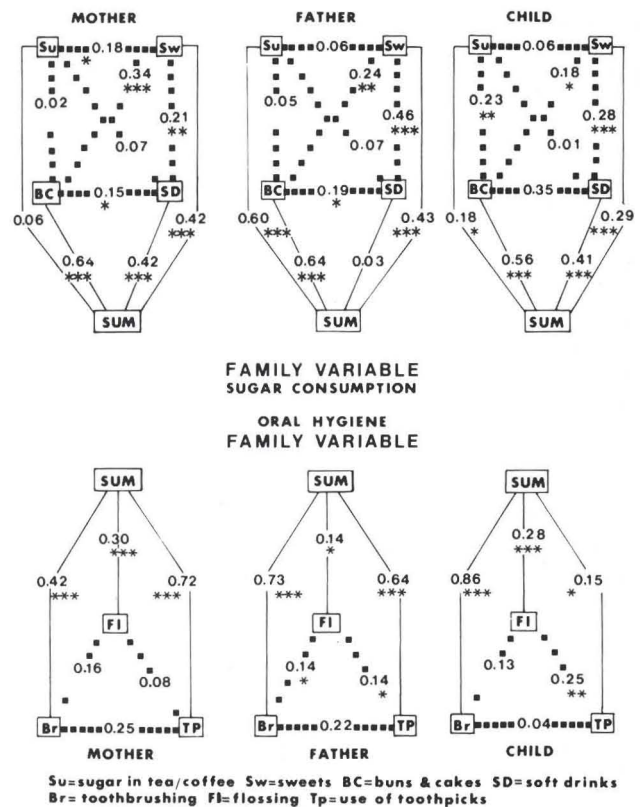 MOTHER FATHER CHILD
Su 0.18 Sw Su 0.06 Sw Su 0.06 Sw
* 0.34 0.24 0.18
*** ** *
0.02 0.21 0.05 0.46 0.23 0.28
** *** ** ***
0.07 0.07 0.01
BC 0.15 SD BC 0.19 SD BC 0.35 SD
* *
0.06 0.42 0.60 0.43 0.18 0.29
*** *** *** * ***
0.64 0.42 0.64 0.03 0.56 0.41
*** *** *** *** ***
SUM SUM SUM
FAMILY VARIABLE
SUGAR CONSUMPTION
ORAL HYGIENE
FAMILY VARIABLE
SUM SUM SUM
0.30 0.14 0.28
*** * ***
0.42 0.72 0.73 0.64 0.86 0.15
*** *** *** *** *** *
FI FI FI
0.16 0.08 0.14 0.14 0.13 0.25
* * **
Br 0.25 TP Br 0.22 TP Br 0.04 TP
MOTHER FATHER CHILD
Su=sugar in tea/coffee Sw=sweets BC=buns & cakes SD=soft drinks
Br=toothbrushing Fl=flossing Tp=use of toothpicks